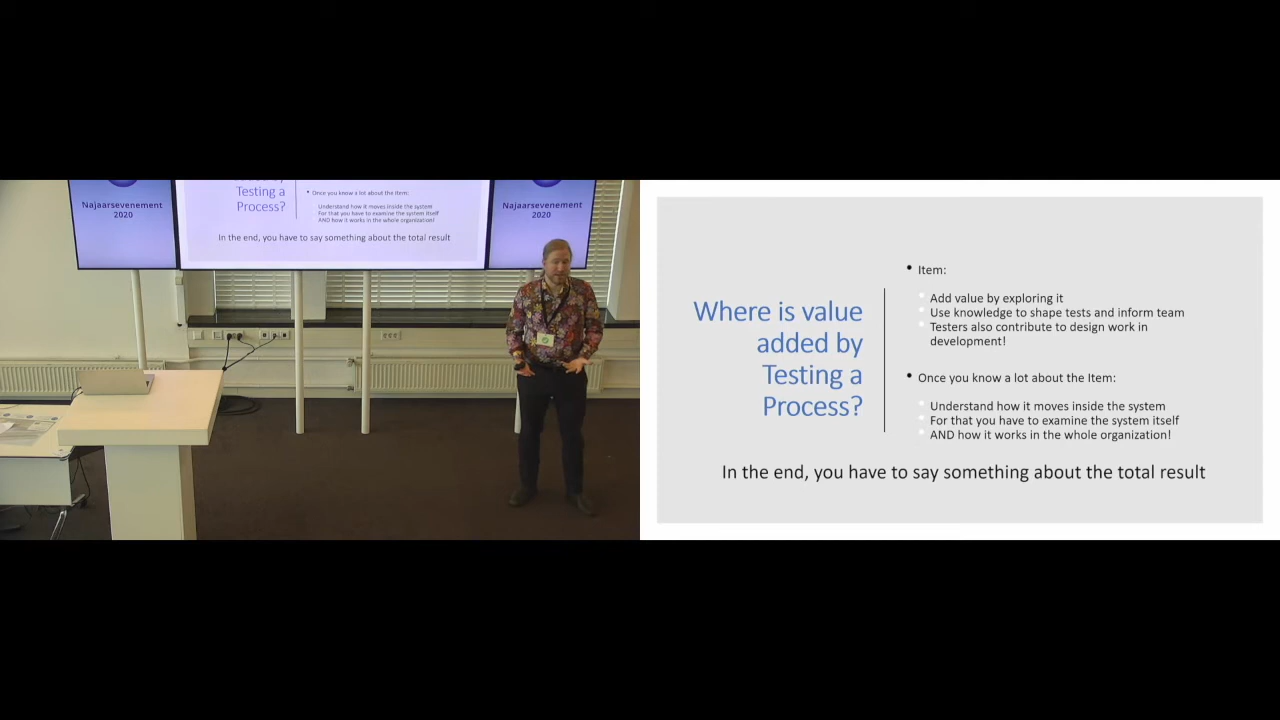 Najaarsevenement
2020
Testing a
Process?
• Once you know a lot about the Item:
Understand how it moves inside the system
For that you have to examine the system itself
AND how it works in the whole organization!
In the end, you have to say something about the total result
Najaarsevenement
2020
Where is value
added by
Testing a
Process?
• Item:
Add value by exploring it
Use knowledge to shape tests and inform team
Testers also contribute to design work in
development!
• Once you know a lot about the Item:
Understand how it moves inside the system
For that you have to examine the system itself
AND how it works in the whole organization!
In the end, you have to say something about the total result